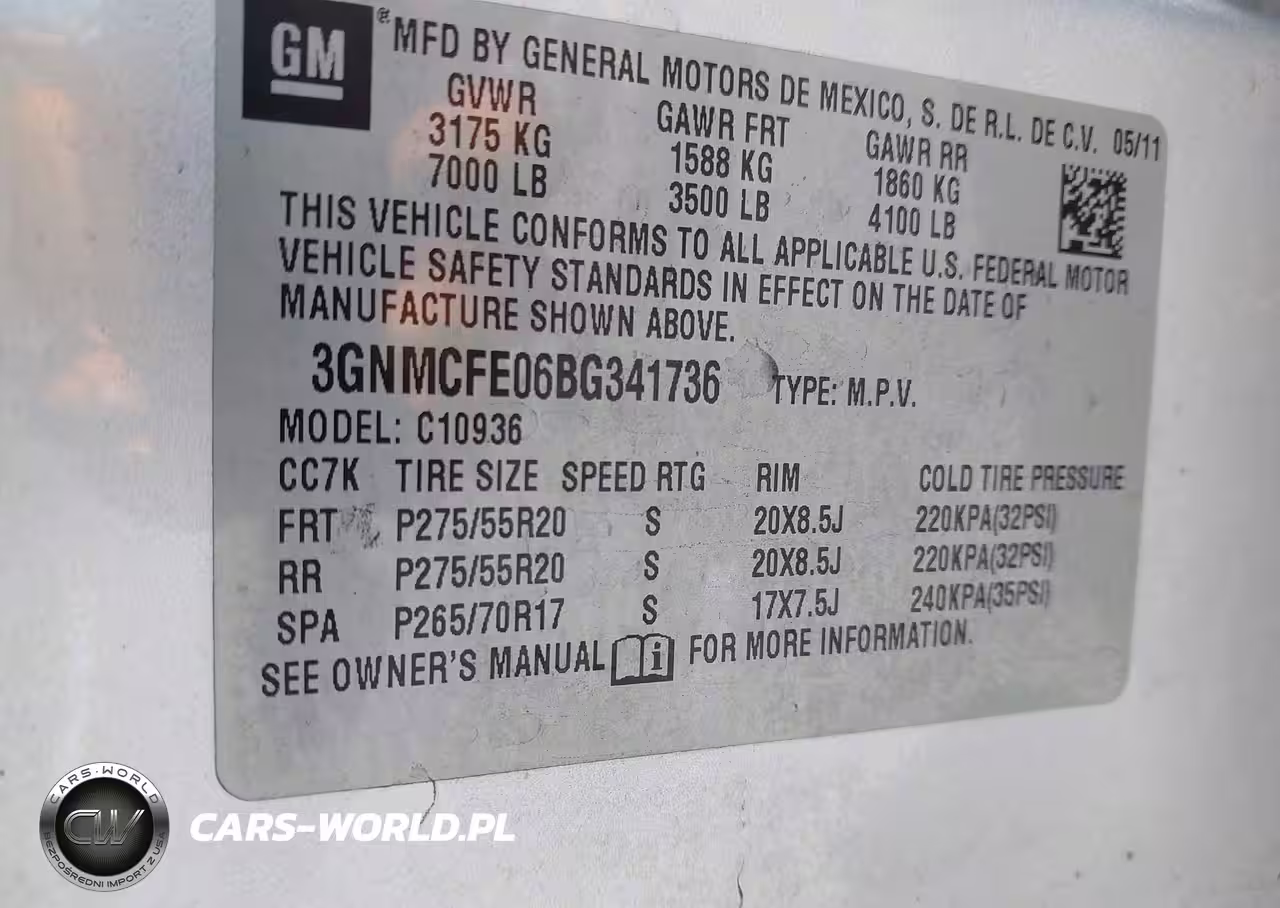 GM
® MFD BY GENERAL MOTORS DE MEXICO, S. DE R.L. DE C.V. 05/11
GVWR GAWR FRT GAWR RR
3175 KG 1588 KG 1860 KG
7000 LB 3500 LB 4100 LB
THIS VEHICLE CONFORMS TO ALL APPLICABLE U.S. FEDERAL MOTOR
VEHICLE SAFETY STANDARDS IN EFFECT ON THE DATE OF
MANUFACTURE SHOWN ABOVE.
3GNMCFE06BG341736 TYPE: M.P.V.
MODEL: C10936
CC7K TIRE SIZE SPEED RTG RIM COLD TIRE PRESSURE
FRT P275/55R20 S 20X8.5J 220KPA(32PSI)
RR P275/55R20 S 20X8.5J 220KPA(32PSI)
SPA P265/70R17 S 17X7.5J 240KPA(35PSI)
SEE OWNER'S MANUAL i FOR MORE INFORMATION.
CARS-WORLD
CW
BEZPOŚREDNI IMPORT Z USA
CARS-WORLD.PL